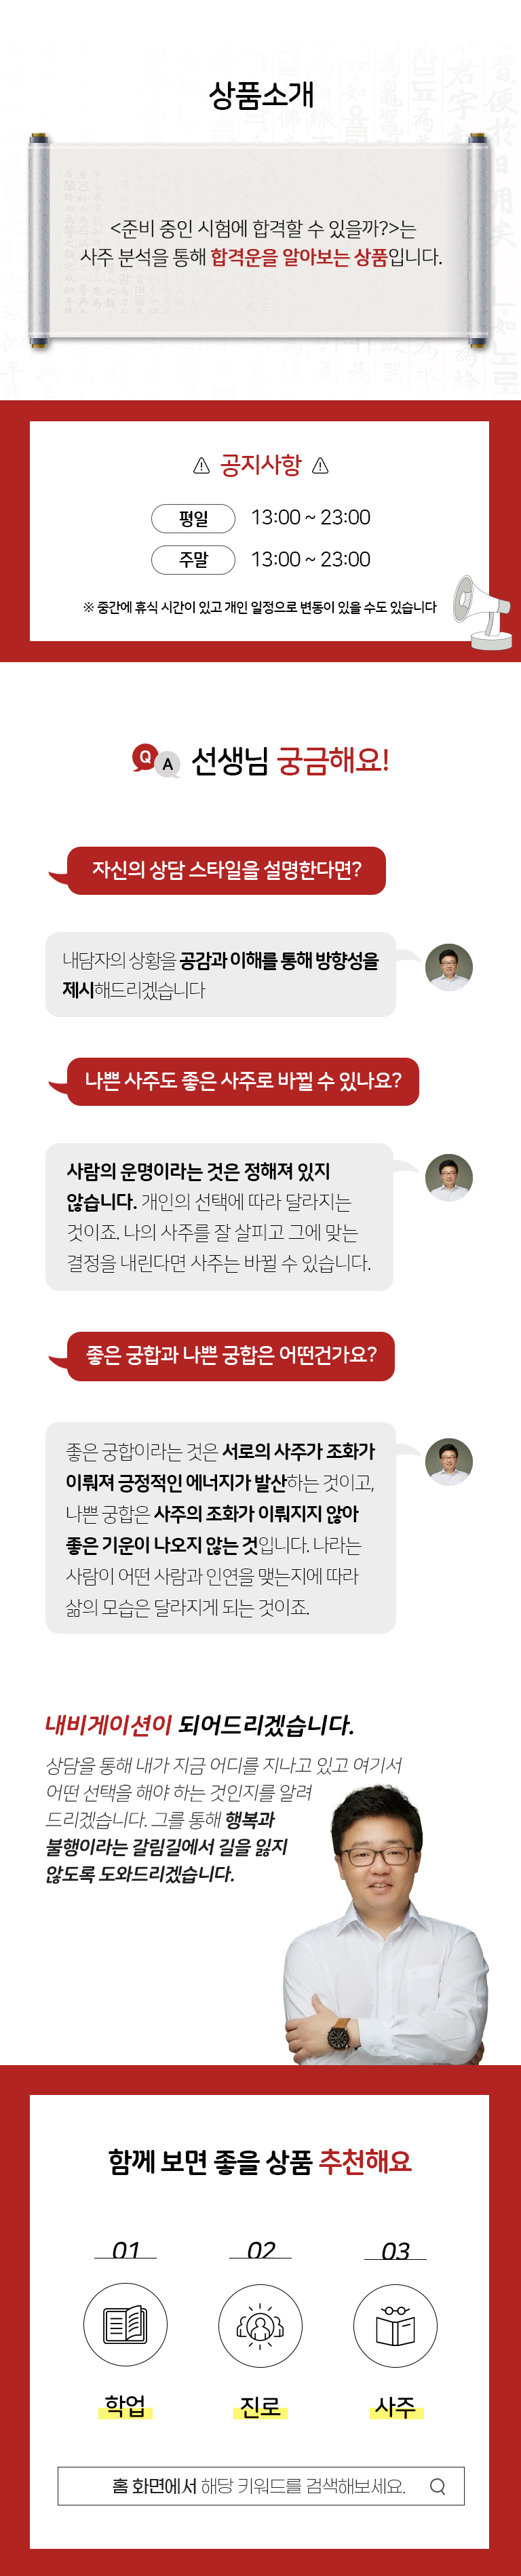 상품소개
<준비 중인 시험에 합격할 수 있을까?>는
사주 분석을 통해 합격운을 알아보는 상품입니다.
공지사항
평일 13:00 ~ 23:00
주말 13:00 ~ 23:00
※ 중간에 휴식 시간이 있고 개인 일정으로 변동이 있을 수도 있습니다
Q A 선생님 궁금해요!
자신의 상담 스타일을 설명한다면?
내담자의 상황을 공감과 이해를 통해 방향성을
제시해드리겠습니다
나쁜 사주도 좋은 사주로 바뀔 수 있나요?
사람의 운명이라는 것은 정해져 있지
않습니다. 개인의 선택에 따라 달라지는
것이죠. 나의 사주를 잘 살피고 그에 맞는
결정을 내린다면 사주는 바뀔 수 있습니다.
좋은 궁합과 나쁜 궁합은 어떤건가요?
좋은 궁합이라는 것은 서로의 사주가 조화가
이뤄져 긍정적인 에너지가 발산하는 것이고,
나쁜 궁합은 사주의 조화가 이뤄지지 않아
좋은 기운이 나오지 않는 것입니다. 나라는
사람이 어떤 사람과 인연을 맺는지에 따라
삶의 모습은 달라지게 되는 것이죠.
내비게이션이 되어드리겠습니다.
상담을 통해 내가 지금 어디를 지나고 있고 여기서
어떤 선택을 해야 하는 것인지를 알려
드리겠습니다. 그를 통해 행복과
불행이라는 갈림길에서 길을 잃지
않도록 도와드리겠습니다.
함께 보면 좋을 상품 추천해요
01 02 03
학업 진로 사주
홈 화면에서 해당 키워드를 검색해보세요.